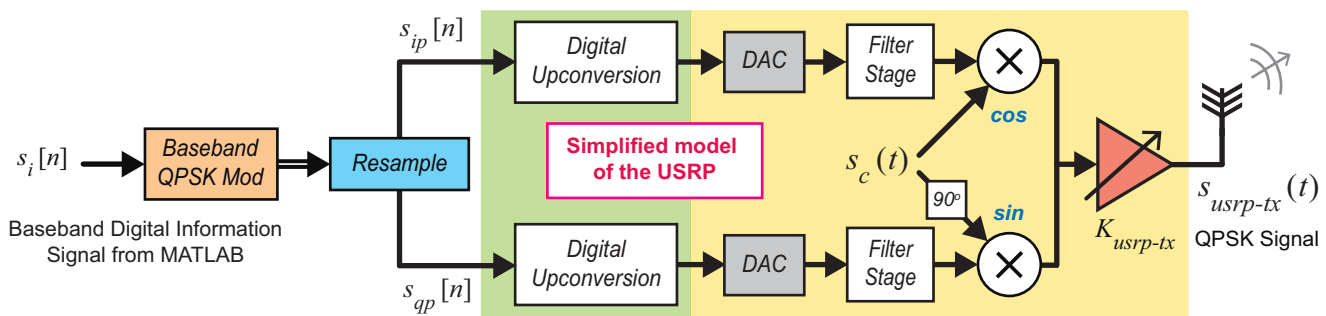 s_i[n]
Baseband
QPSK Mod
Baseband Digital Information
Signal from MATLAB
Resample
s_ip[n]
s_qp[n]
Digital
Upconversion
Simplified model
of the USRP
Digital
Upconversion
DAC
Filter
Stage
cos
s_c(t)
90°
sin
DAC
Filter
Stage
K_usrp-tx
s_usrp-tx(t)
QPSK Signal